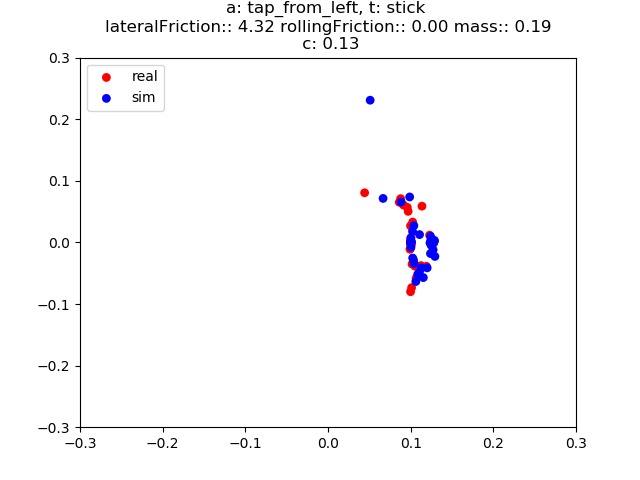 a: tap_from_left, t: stick
lateralFriction:: 4.32 rollingFriction:: 0.00 mass:: 0.19
c: 0.13
real
sim
0.3
0.2
0.1
0.0
−0.1
−0.2
−0.3
−0.3
−0.2
−0.1
0.0
0.1
0.2
0.3